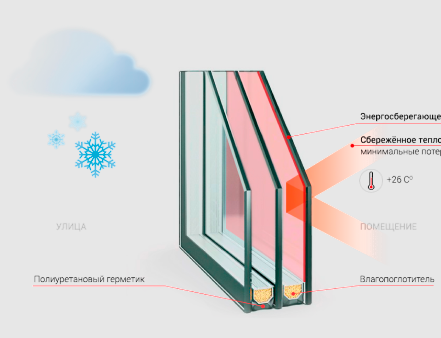 Энергосберегающе
Сбережённое тепло
минимальные потер
+26 C°
УЛИЦА
ПОМЕЩЕНИЕ
Полиуретановый герметик
Влагопоглотитель